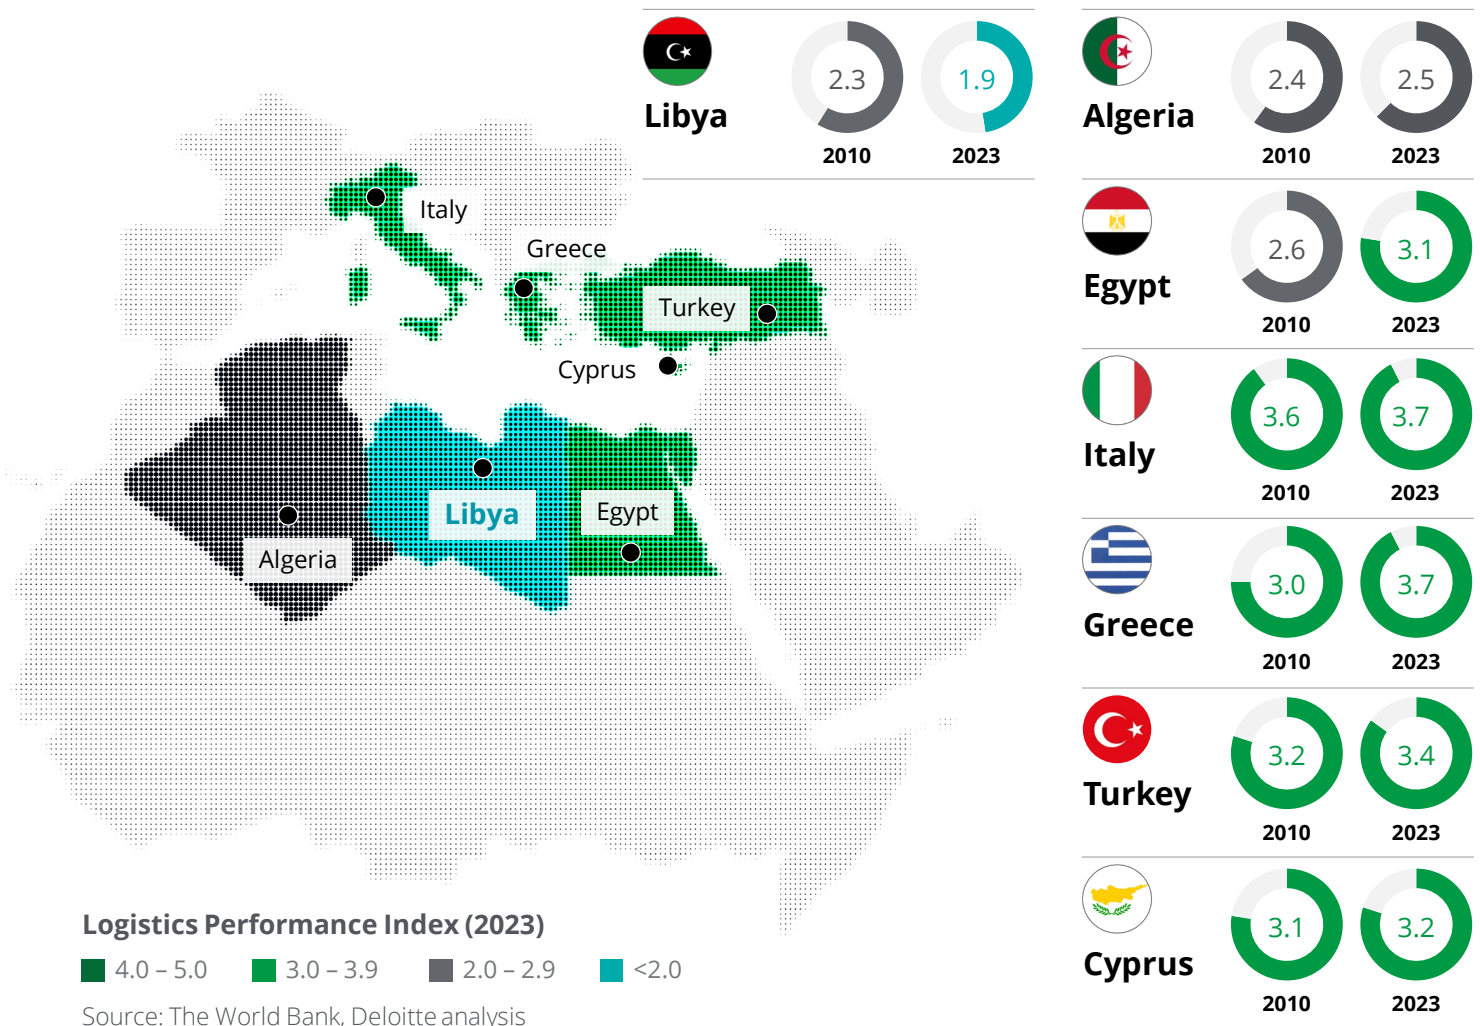 Libya
2.3
1.9
2010
2023
Algeria
2.4
2.5
2010
2023
Egypt
2.6
3.1
2010
2023
Italy
3.6
3.7
2010
2023
Greece
3.0
3.7
2010
2023
Turkey
3.2
3.4
2010
2023
Cyprus
3.1
3.2
2010
2023
Italy
Greece
Turkey
Cyprus
Libya
Egypt
Algeria
Logistics Performance Index (2023)
4.0 – 5.0
3.0 – 3.9
2.0 – 2.9
<2.0
Source: The World Bank, Deloitte analysis